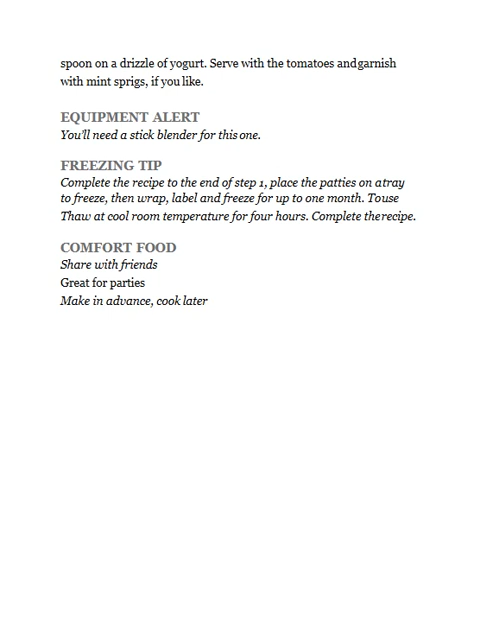 spoon on a drizzle of yogurt. Serve with the tomatoes andgarnish
with mint sprigs, if you like.
EQUIPMENT ALERT
You'll need a stick blender for this one.
FREEZING TIP
Complete the recipe to the end of step 1, place the patties on atray
to freeze, then wrap, label and freeze for up to one month. Touse
Thaw at cool room temperature for four hours. Complete therecipe.
COMFORT FOOD
Share with friends
Great for parties
Make in advance, cook later